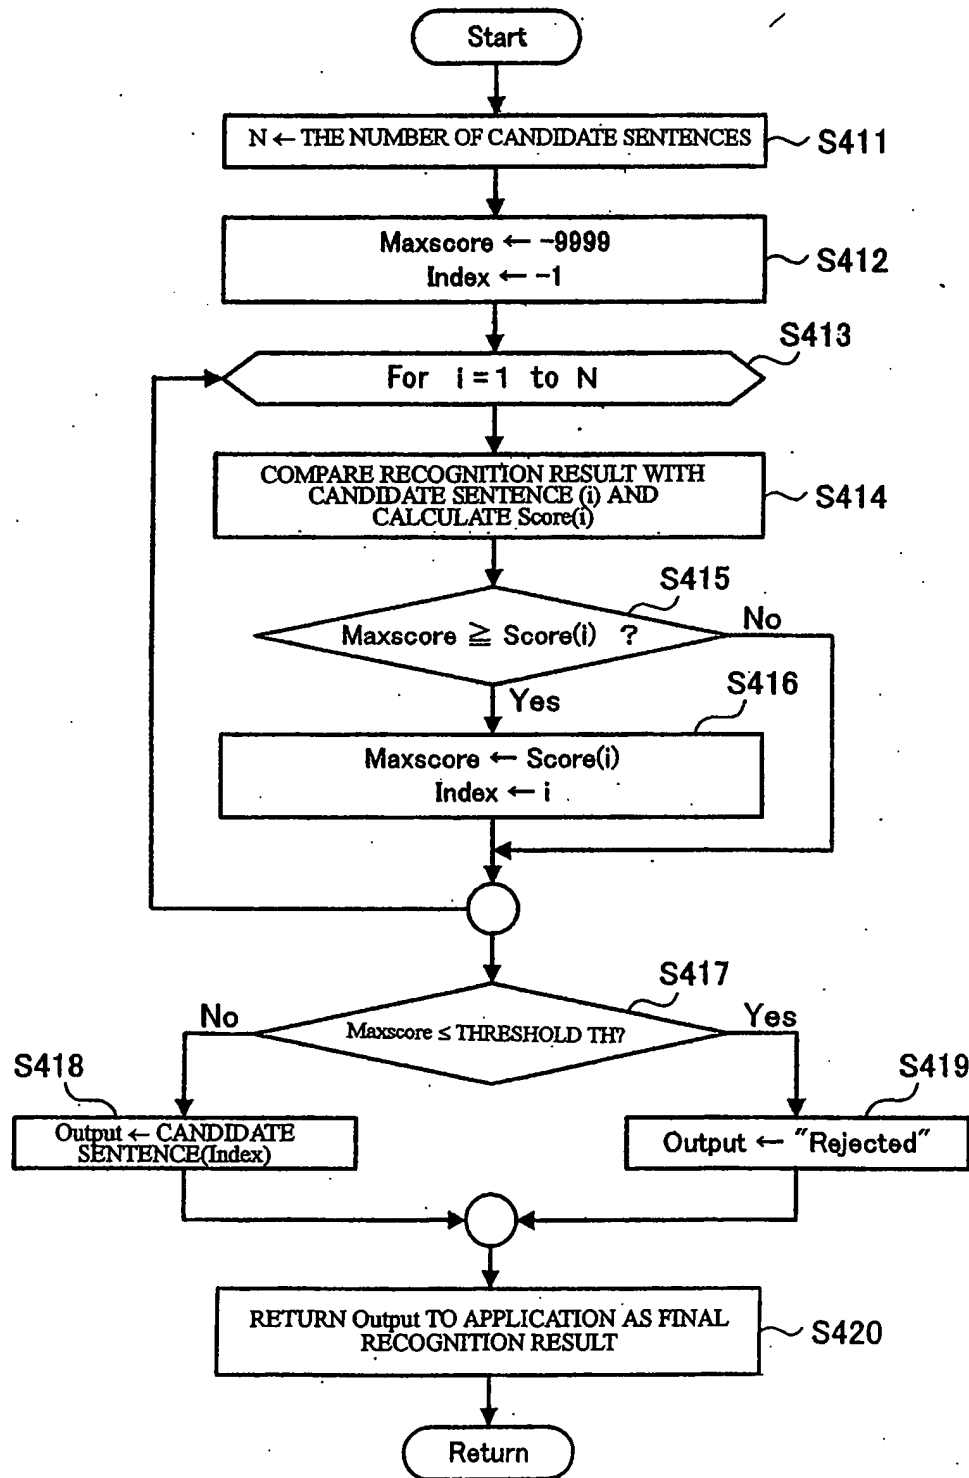 Start
N ← THE NUMBER OF CANDIDATE SENTENCES
S411
Maxscore ← -9999
Index ← -1
S412
S413
For i=1 to N
COMPARE RECOGNITION RESULT WITH
CANDIDATE SENTENCE (i) AND
CALCULATE Score(i)
S414
S415
Maxscore ≧ Score(i) ?
No
Yes
S416
Maxscore ← Score(i)
Index ← i
S417
No
Maxscore ≤ THRESHOLD TH?
Yes
S418
S419
Output ← CANDIDATE
SENTENCE(Index)
Output ← "Rejected"
RETURN Output TO APPLICATION AS FINAL
RECOGNITION RESULT
S420
Return